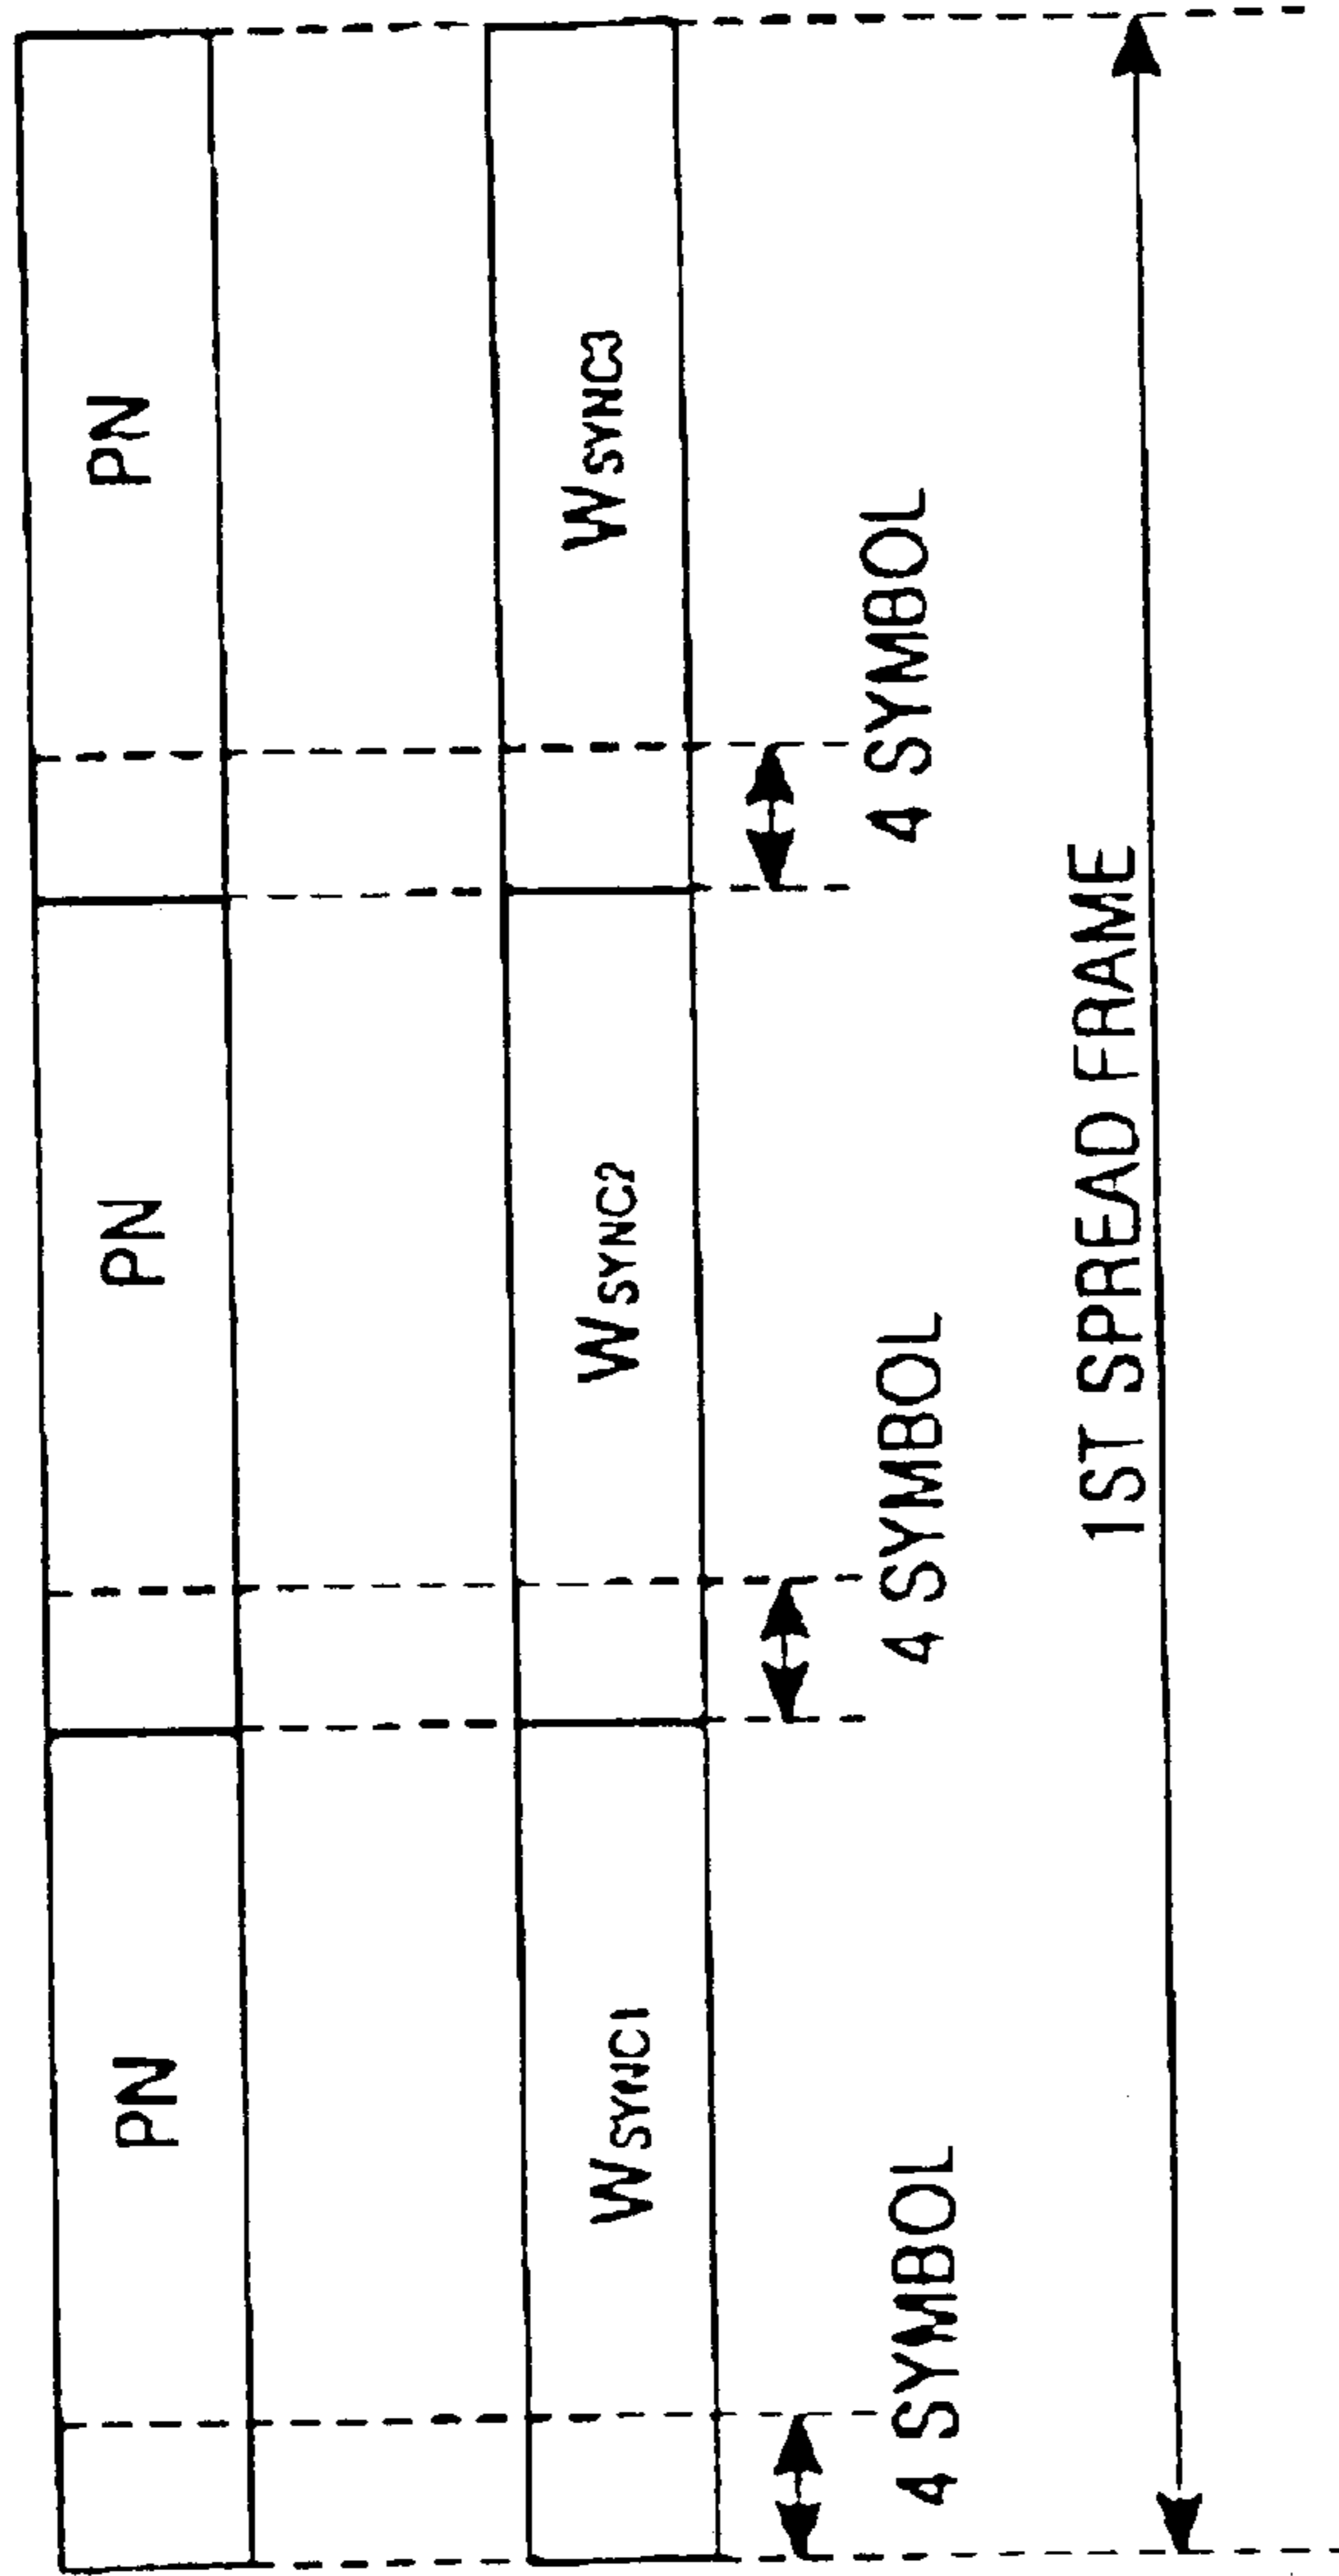 PN PN PN
WSYNC1 WSYNC2 WSYNC3
4 SYMBOL 4 SYMBOL 4 SYMBOL
1ST SPREAD FRAME